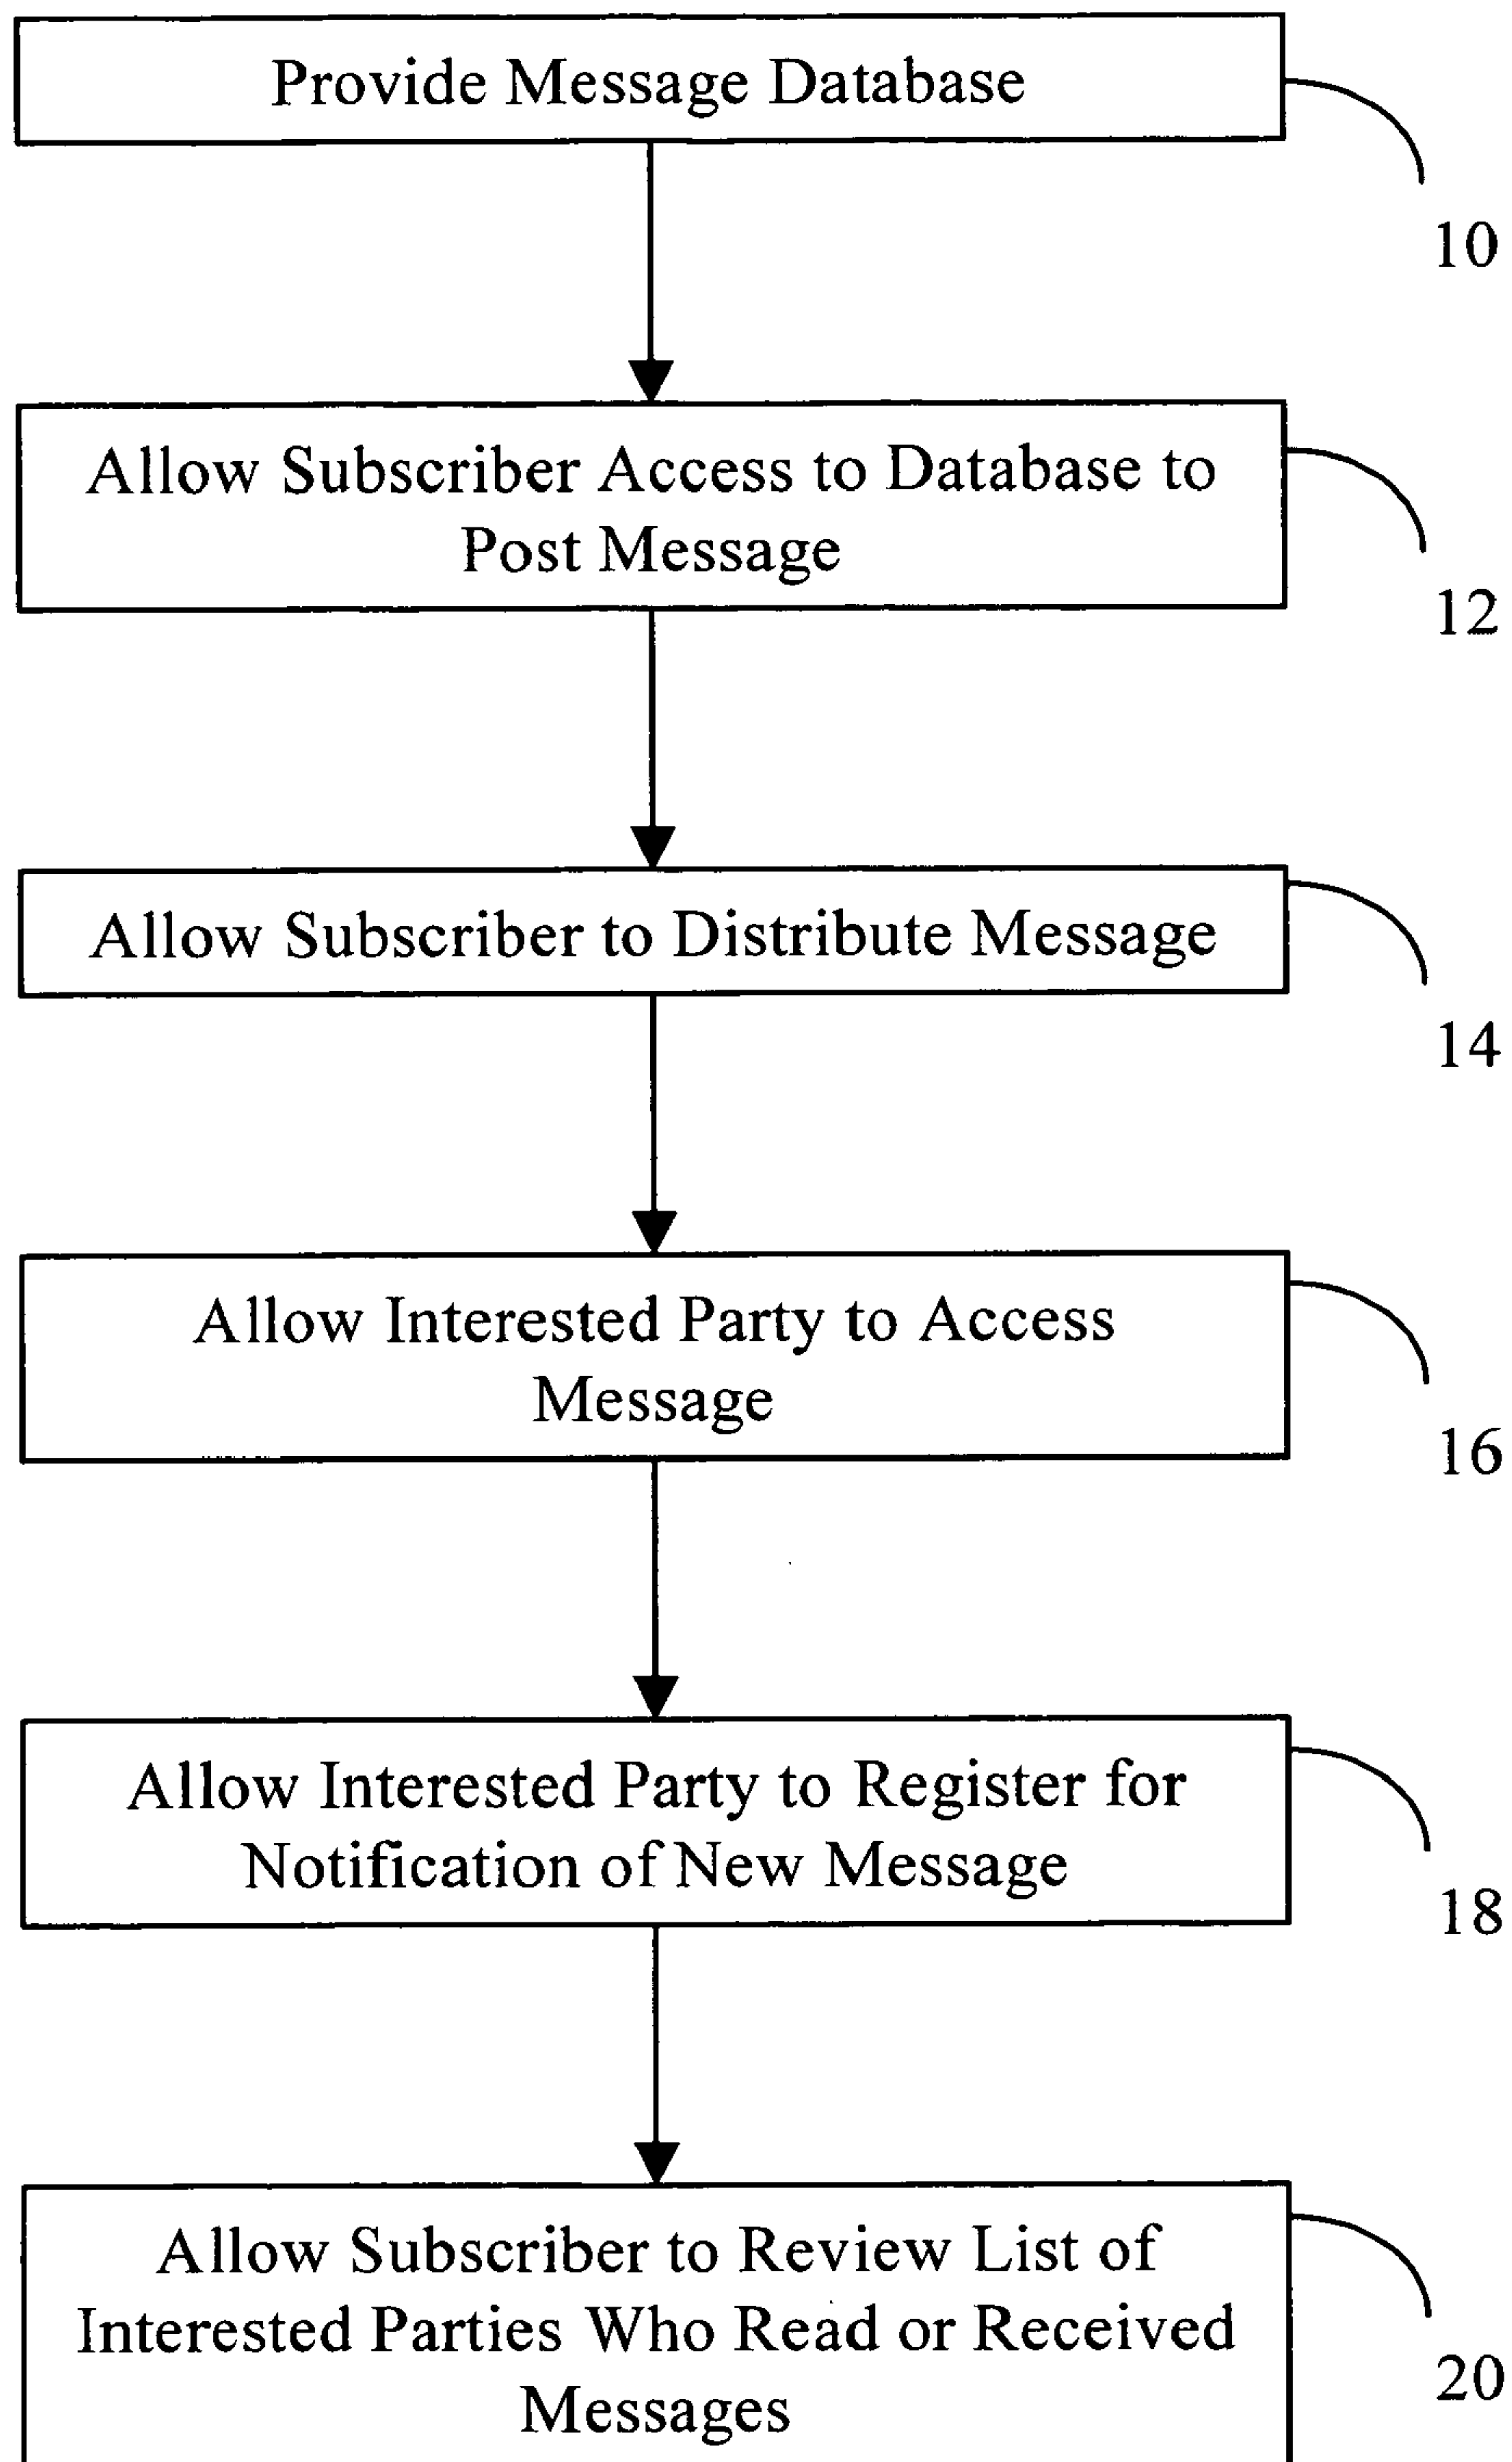 Provide Message Database
10
Allow Subscriber Access to Database to
Post Message
12
Allow Subscriber to Distribute Message
14
Allow Interested Party to Access
Message
16
Allow Interested Party to Register for
Notification of New Message
18
Allow Subscriber to Review List of
Interested Parties Who Read or Received
Messages
20